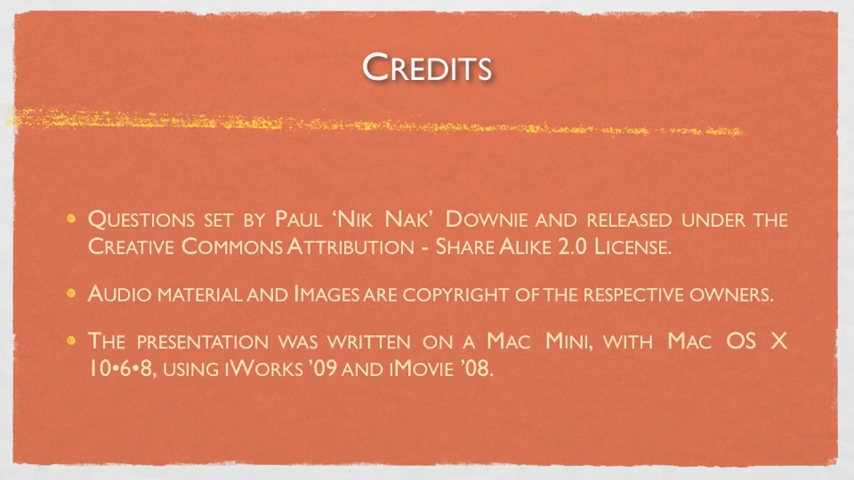 Credits
• Questions set by Paul ‘Nik Nak’ Downie and released under the
Creative Commons Attribution - Share Alike 2.0 License.
• Audio material and Images are copyright of the respective owners.
• The presentation was written on a Mac Mini, with Mac OS X
10•6•8, using iWorks ’09 and iMovie ’08.